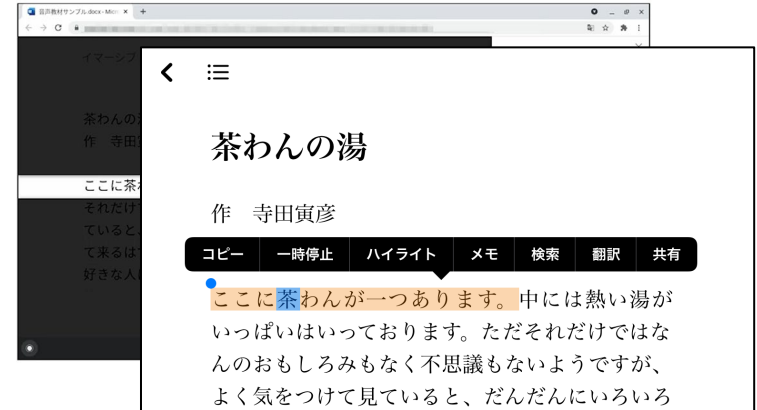 音声教材サンプル.docx - Micr
イマーシブ
茶わんの
作　寺田
ここに茶
それだけ
ていると
て来るは
好きな人
茶わんの湯
作　寺田寅彦
コピー　一時停止　ハイライト　メモ　検索　翻訳　共有
ここに茶わんが一つあります。中には熱い湯が
いっぱいはいっております。ただそれだけではな
んのおもしろみもなく不思議もないようですが、
よく気をつけて見ていると、だんだんにいろいろ